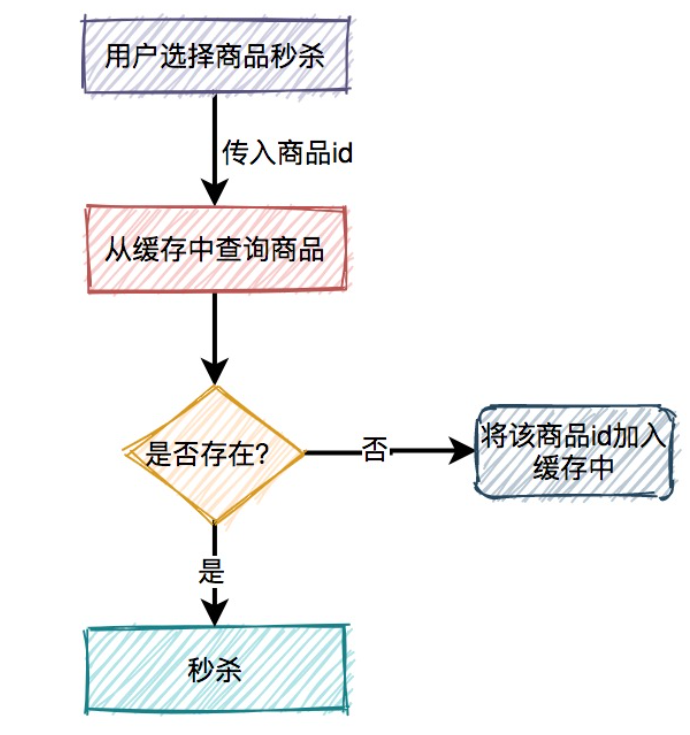 用户选择商品秒杀
传入商品id
从缓存中查询商品
是否存在?
否
将该商品id加入
缓存中
是
秒杀